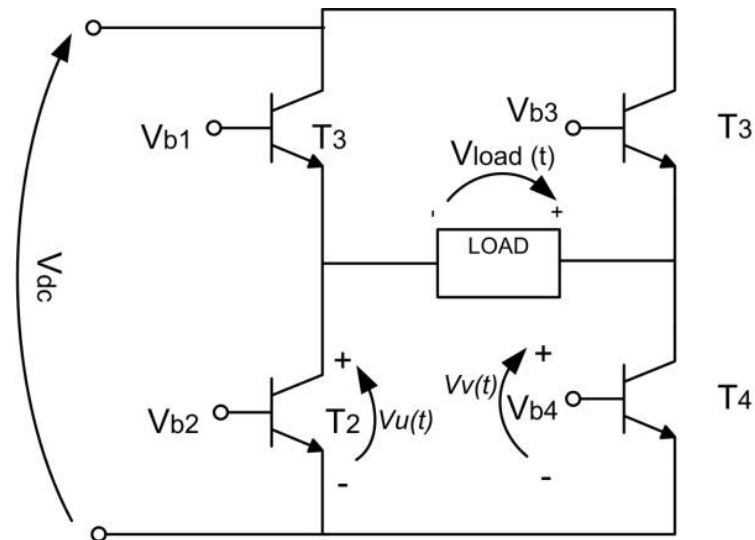 Vb1
T3
Vb3
T3
Vload (t)
- +
LOAD
Vdc
+
Vb2
T2
Vu(t)
-
+
Vv(t)
Vb4
T4
-